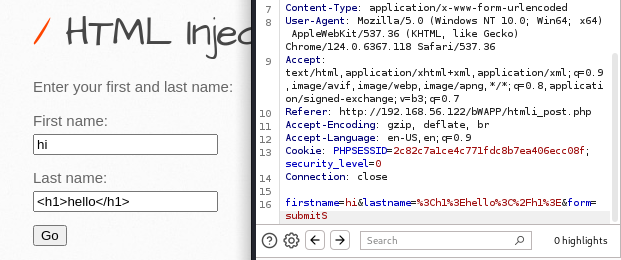 / HTML Injec
Enter your first and last name:
First name:
hi
Last name:
<h1>hello</h1>
Go
7 Content-Type: application/x-www-form-urlencoded
8 User-Agent: Mozilla/5.0 (Windows NT 10.0; Win64; x64)
AppleWebKit/537.36 (KHTML, like Gecko)
Chrome/124.0.6367.118 Safari/537.36
9 Accept:
text/html,application/xhtml+xml,application/xml;q=0.9
,image/avif,image/webp,image/apng,*/*;q=0.8,applicati
on/signed-exchange;v=b3;q=0.7
10 Referer: http://192.168.56.122/bWAPP/htmli_post.php
11 Accept-Encoding: gzip, deflate, br
12 Accept-Language: en-US,en;q=0.9
13 Cookie: PHPSESSID=2c82c7a1ce4c771fdc8b7ea406ecc08f;
security_level=0
14 Connection: close
15
16 firstname=hi&lastname=%3Ch1%3Ehello%3C%2Fh1%3E&form=
submitS
Search
0 highlights